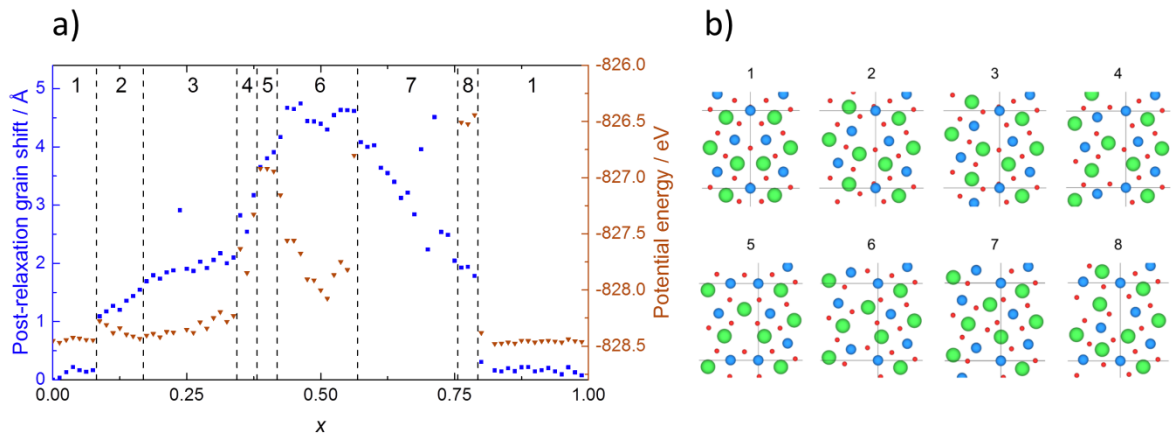 a)
b)
1 2 3 4 5 6 7 8 1
Post-relaxation grain shift / Å
5
4
3
2
1
0
0.00 0.25 0.50 0.75 1.00
x
-826.0
-826.5
-827.0
-827.5
-828.0
-828.5
Potential energy / eV
1 2 3 4
5 6 7 8